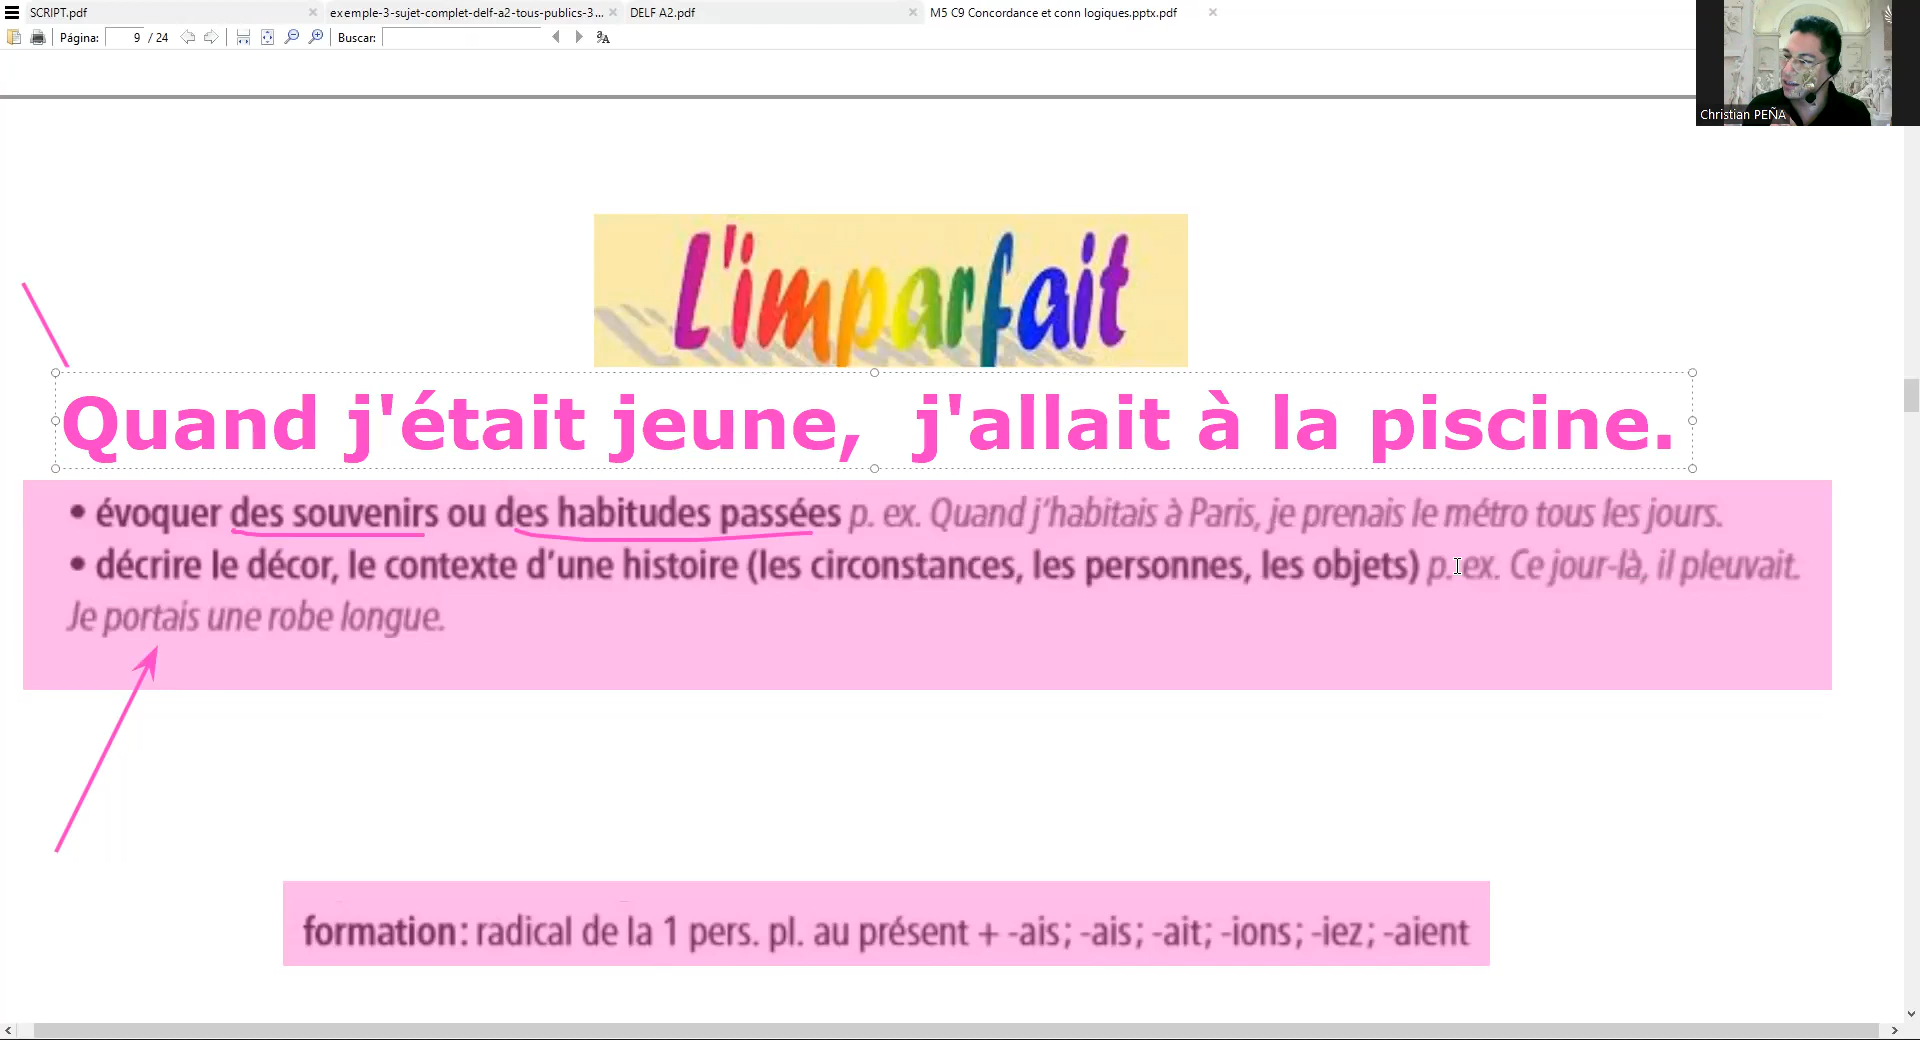 SCRIPT.pdf
exemple-3-sujet-complet-delf-a2-tous-publics-3...
DELF A2.pdf
M5 C9 Concordance et conn logiques.pptx.pdf
Página: 9 / 24
Buscar:
Christian PEÑA
L'imparfait
Quand j'était jeune, j'allait à la piscine.
• évoquer des souvenirs ou des habitudes passées p. ex. Quand j'habitais à Paris, je prenais le métro tous les jours.
• décrire le décor, le contexte d'une histoire (les circonstances, les personnes, les objets) p. ex. Ce jour-là, il pleuvait.
Je portais une robe longue.
formation: radical de la 1 pers. pl. au présent + -ais; -ais; -ait; -ions; -iez; -aient